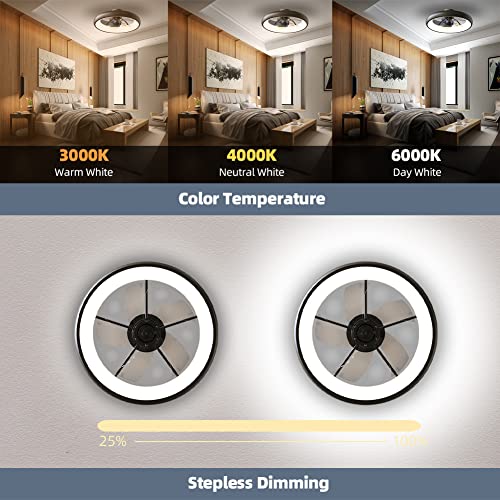 3000K
Warm White
4000K
Neutral White
6000K
Day White
Color Temperature
25%
100%
Stepless Dimming